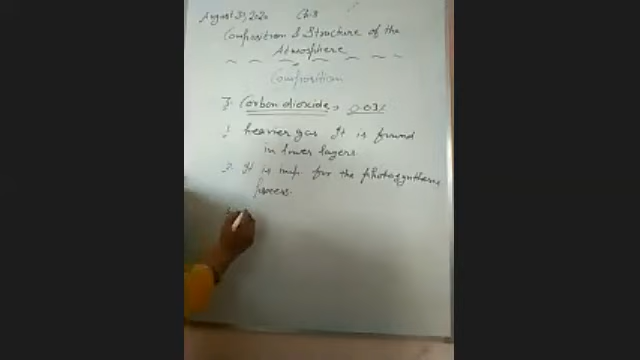 August 31, 2020 Ch-8
Composition & Structure of the
Atmosphere
Composition
3. Carbon dioxide → 0.03%
1. heavier gas It is found
in lower layers.
2. It is imp. for the photosynthesis
process.